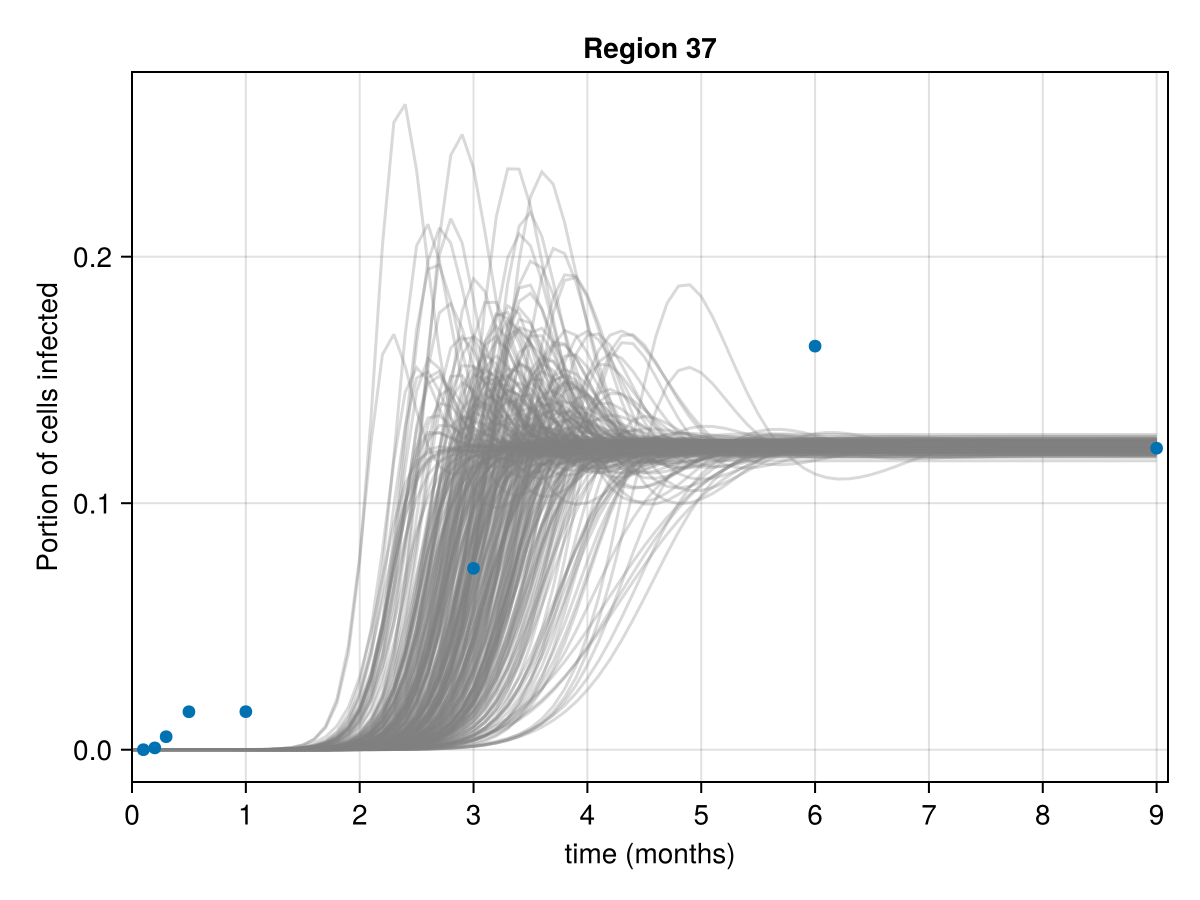 Region 37
Portion of cells infected
0.2
0.1
0.0
0 1 2 3 4 5 6 7 8 9
time (months)